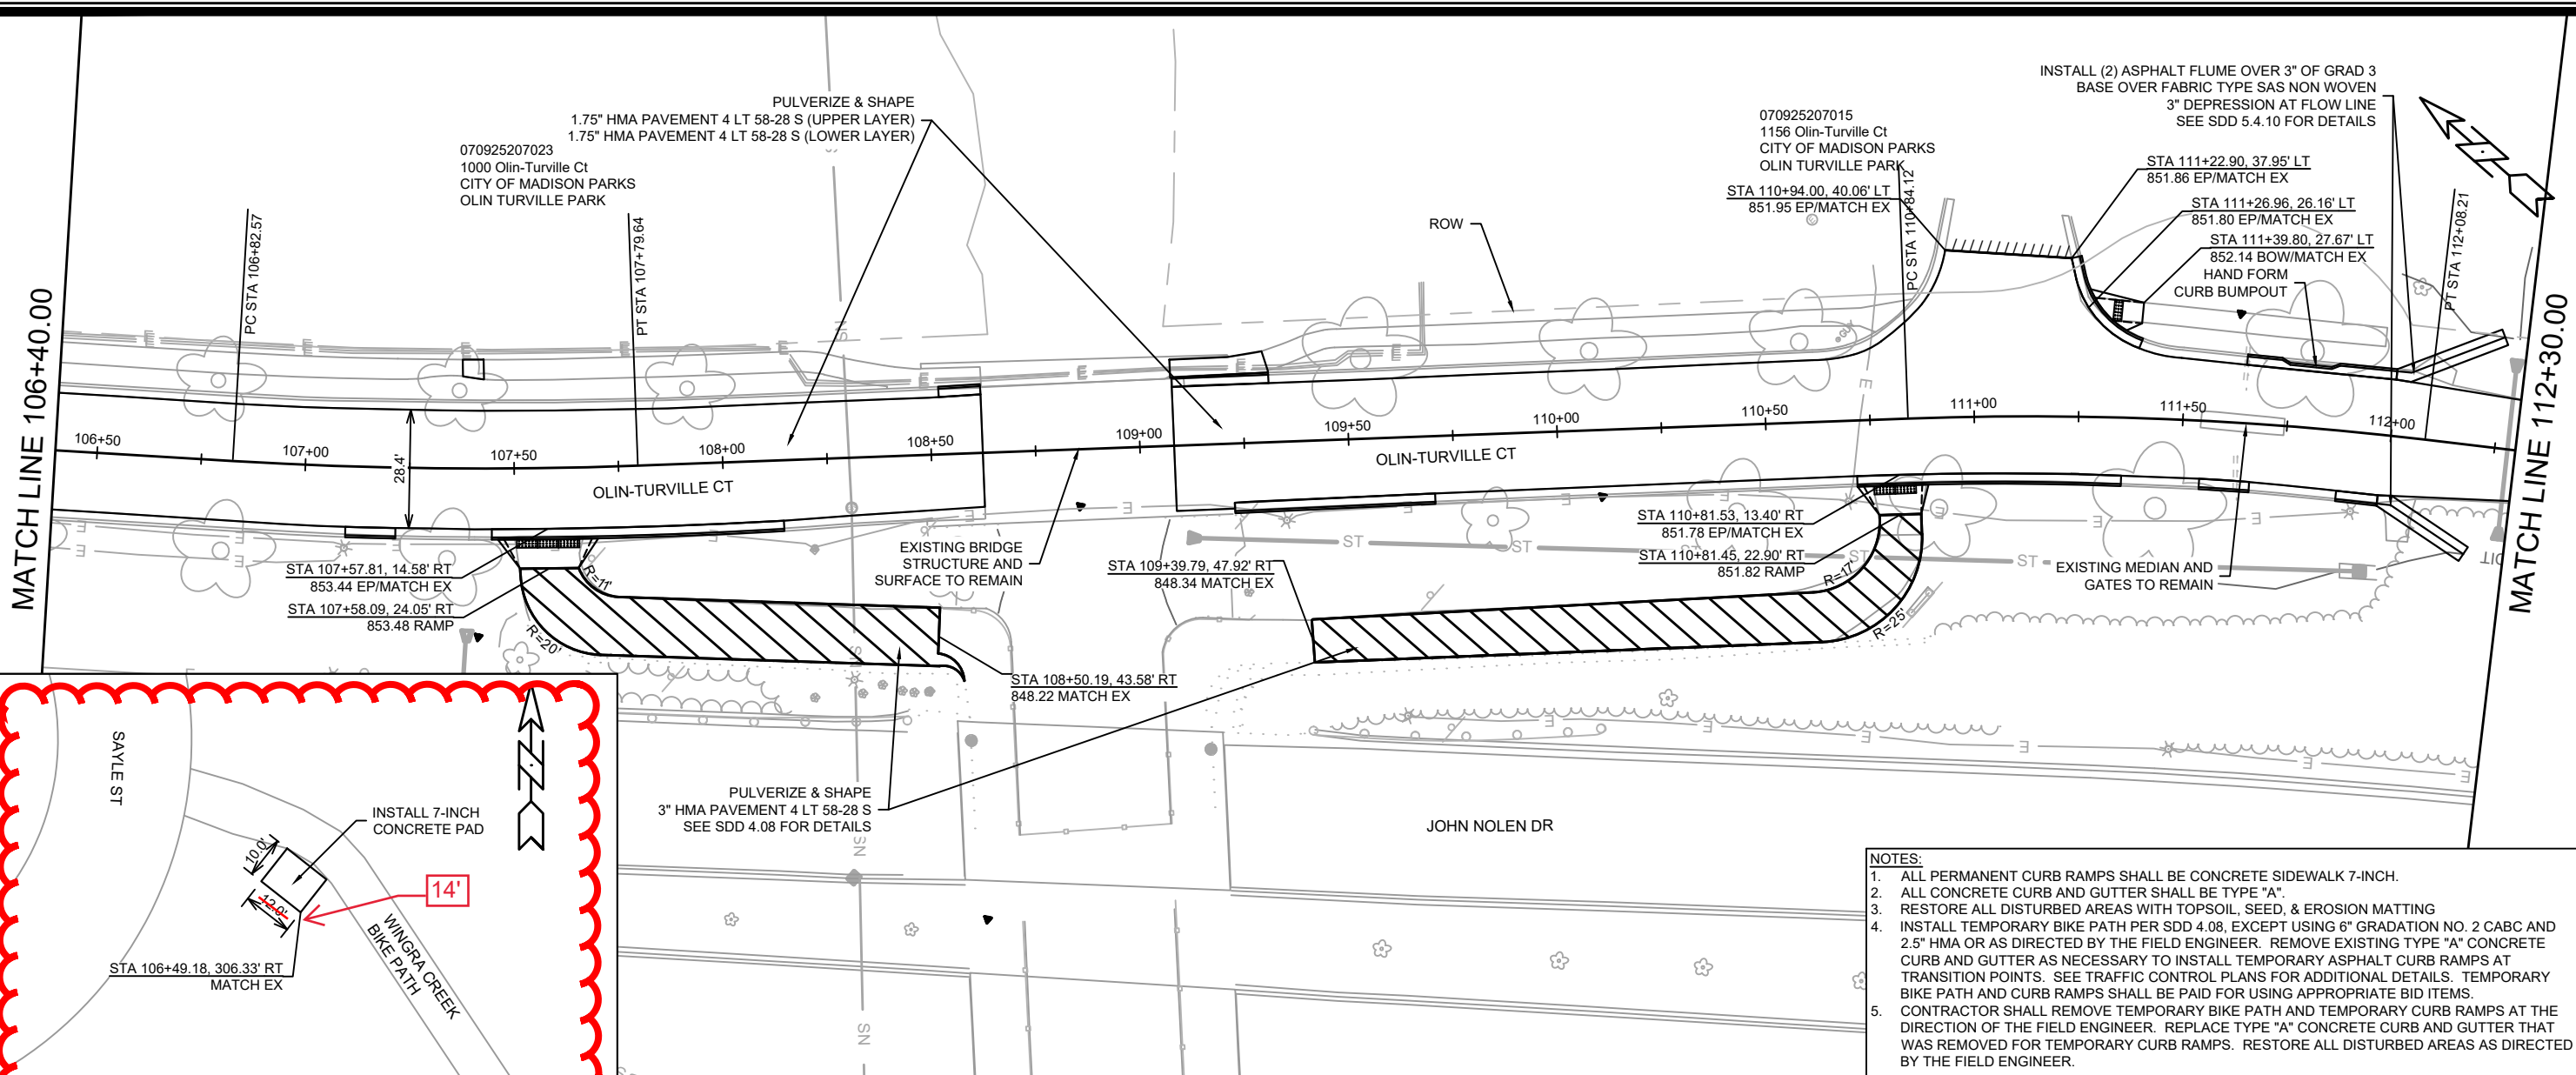 INSTALL (2) ASPHALT FLUME OVER 3" OF GRAD 3
BASE OVER FABRIC TYPE SAS NON WOVEN
3" DEPRESSION AT FLOW LINE
SEE SDD 5.4.10 FOR DETAILS
PULVERIZE & SHAPE
1.75" HMA PAVEMENT 4 LT 58-28 S (UPPER LAYER)
1.75" HMA PAVEMENT 4 LT 58-28 S (LOWER LAYER)
070925207023
1000 Olin-Turville Ct
CITY OF MADISON PARKS
OLIN TURVILLE PARK
070925207015
1156 Olin-Turville Ct
CITY OF MADISON PARKS
OLIN TURVILLE PARK
STA 110+94.00, 40.06' LT
851.95 EP/MATCH EX
STA 111+22.90, 37.95' LT
851.86 EP/MATCH EX
STA 111+26.96, 26.16' LT
851.80 EP/MATCH EX
STA 111+39.80, 27.67' LT
852.14 BOW/MATCH EX
HAND FORM
CURB BUMPOUT
ROW
PC STA 106+82.57
PT STA 107+79.64
PC STA 110+84.12
PT STA 112+08.21
MATCH LINE 106+40.00
MATCH LINE 112+30.00
106+50
107+00
107+50
108+00
108+50
109+00
109+50
110+00
110+50
111+00
111+50
112+00
28.4'
OLIN-TURVILLE CT
OLIN-TURVILLE CT
EXISTING BRIDGE
STRUCTURE AND
SURFACE TO REMAIN
STA 107+57.81, 14.58' RT
853.44 EP/MATCH EX
STA 107+58.09, 24.05' RT
853.48 RAMP
R=11'
R=20'
STA 109+39.79, 47.92' RT
848.34 MATCH EX
STA 110+81.53, 13.40' RT
851.78 EP/MATCH EX
STA 110+81.45, 22.90' RT
851.82 RAMP
R=17'
R=25'
EXISTING MEDIAN AND
GATES TO REMAIN
STA 108+50.19, 43.58' RT
848.22 MATCH EX
PULVERIZE & SHAPE
3" HMA PAVEMENT 4 LT 58-28 S
SEE SDD 4.08 FOR DETAILS
JOHN NOLEN DR
ST
ST
ST
ST
ST
SN
SN
SN
SN
SAYLE ST
INSTALL 7-INCH
CONCRETE PAD
10.0'
12.0'
14'
WINGRA CREEK
BIKE PATH
STA 106+49.18, 306.33' RT
MATCH EX
NOTES:
1. ALL PERMANENT CURB RAMPS SHALL BE CONCRETE SIDEWALK 7-INCH.
2. ALL CONCRETE CURB AND GUTTER SHALL BE TYPE "A".
3. RESTORE ALL DISTURBED AREAS WITH TOPSOIL, SEED, & EROSION MATTING
4. INSTALL TEMPORARY BIKE PATH PER SDD 4.08, EXCEPT USING 6" GRADATION NO. 2 CABC AND
2.5" HMA OR AS DIRECTED BY THE FIELD ENGINEER. REMOVE EXISTING TYPE "A" CONCRETE
CURB AND GUTTER AS NECESSARY TO INSTALL TEMPORARY ASPHALT CURB RAMPS AT
TRANSITION POINTS. SEE TRAFFIC CONTROL PLANS FOR ADDITIONAL DETAILS. TEMPORARY
BIKE PATH AND CURB RAMPS SHALL BE PAID FOR USING APPROPRIATE BID ITEMS.
5. CONTRACTOR SHALL REMOVE TEMPORARY BIKE PATH AND TEMPORARY CURB RAMPS AT THE
DIRECTION OF THE FIELD ENGINEER. REPLACE TYPE "A" CONCRETE CURB AND GUTTER THAT
WAS REMOVED FOR TEMPORARY CURB RAMPS. RESTORE ALL DISTURBED AREAS AS DIRECTED
BY THE FIELD ENGINEER.